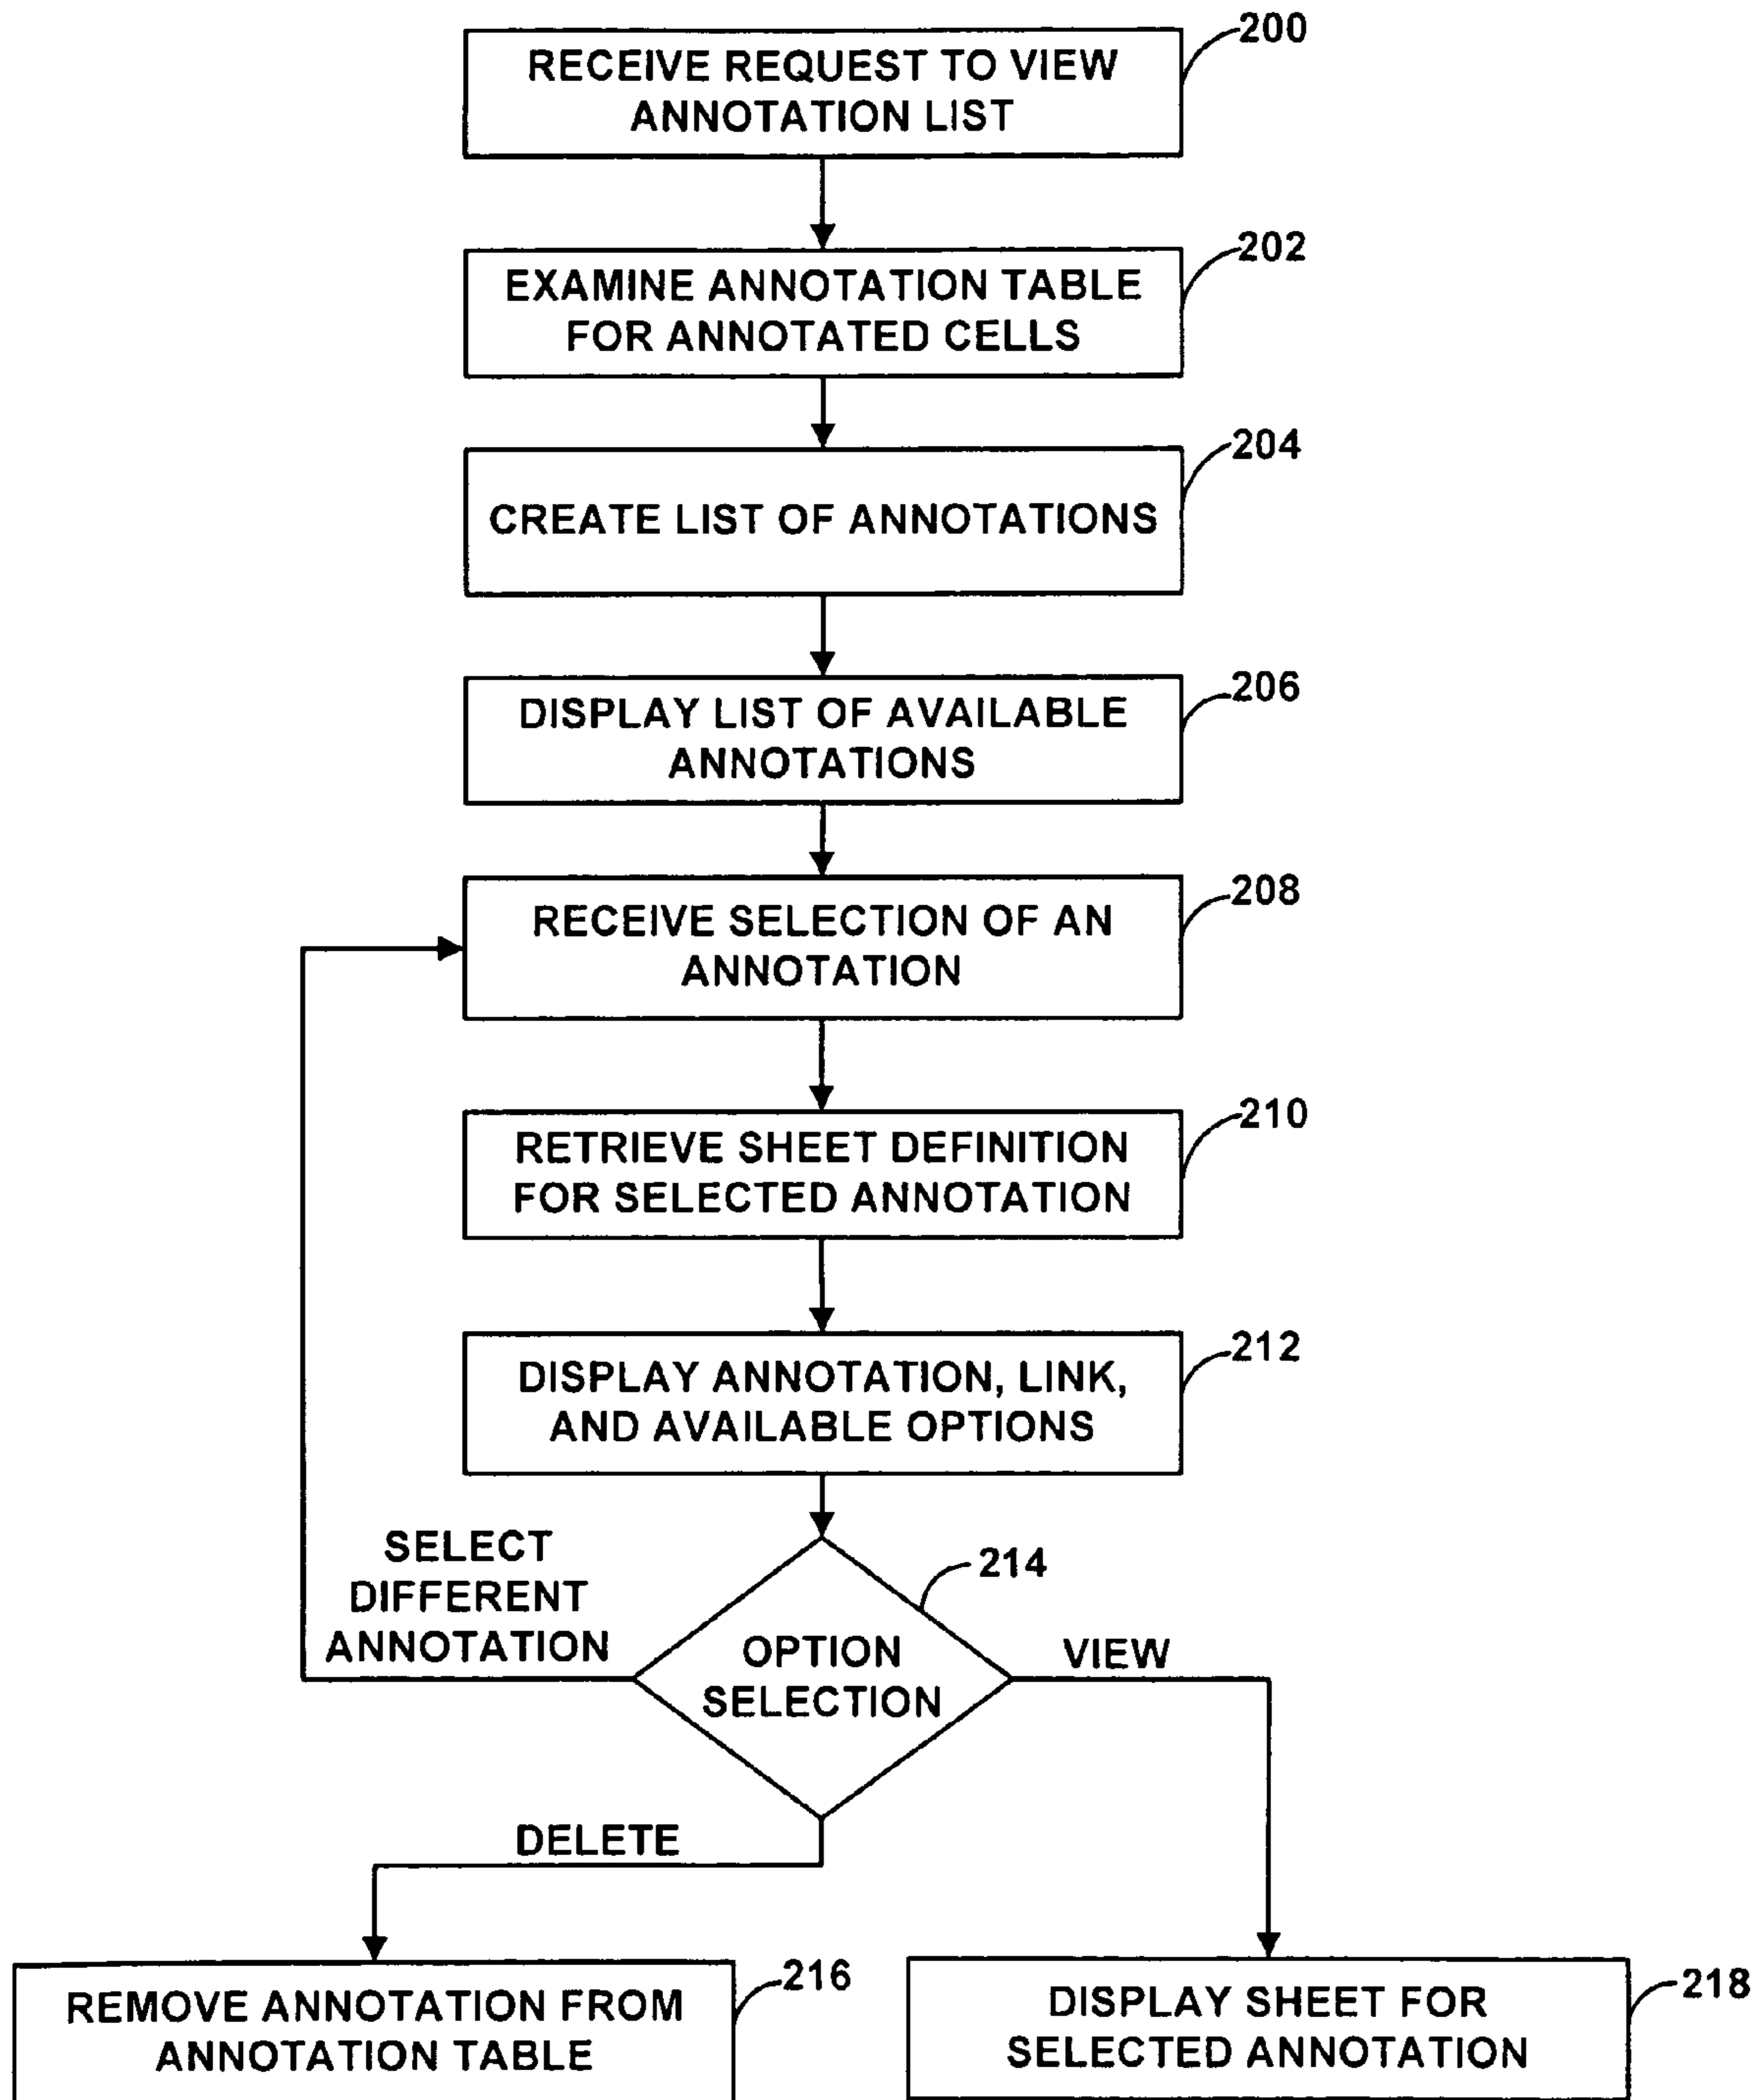 200
RECEIVE REQUEST TO VIEW
ANNOTATION LIST
202
EXAMINE ANNOTATION TABLE
FOR ANNOTATED CELLS
204
CREATE LIST OF ANNOTATIONS
206
DISPLAY LIST OF AVAILABLE
ANNOTATIONS
208
RECEIVE SELECTION OF AN
ANNOTATION
210
RETRIEVE SHEET DEFINITION
FOR SELECTED ANNOTATION
212
DISPLAY ANNOTATION, LINK,
AND AVAILABLE OPTIONS
SELECT
DIFFERENT
ANNOTATION
214
OPTION
SELECTION
VIEW
DELETE
216
REMOVE ANNOTATION FROM
ANNOTATION TABLE
218
DISPLAY SHEET FOR
SELECTED ANNOTATION